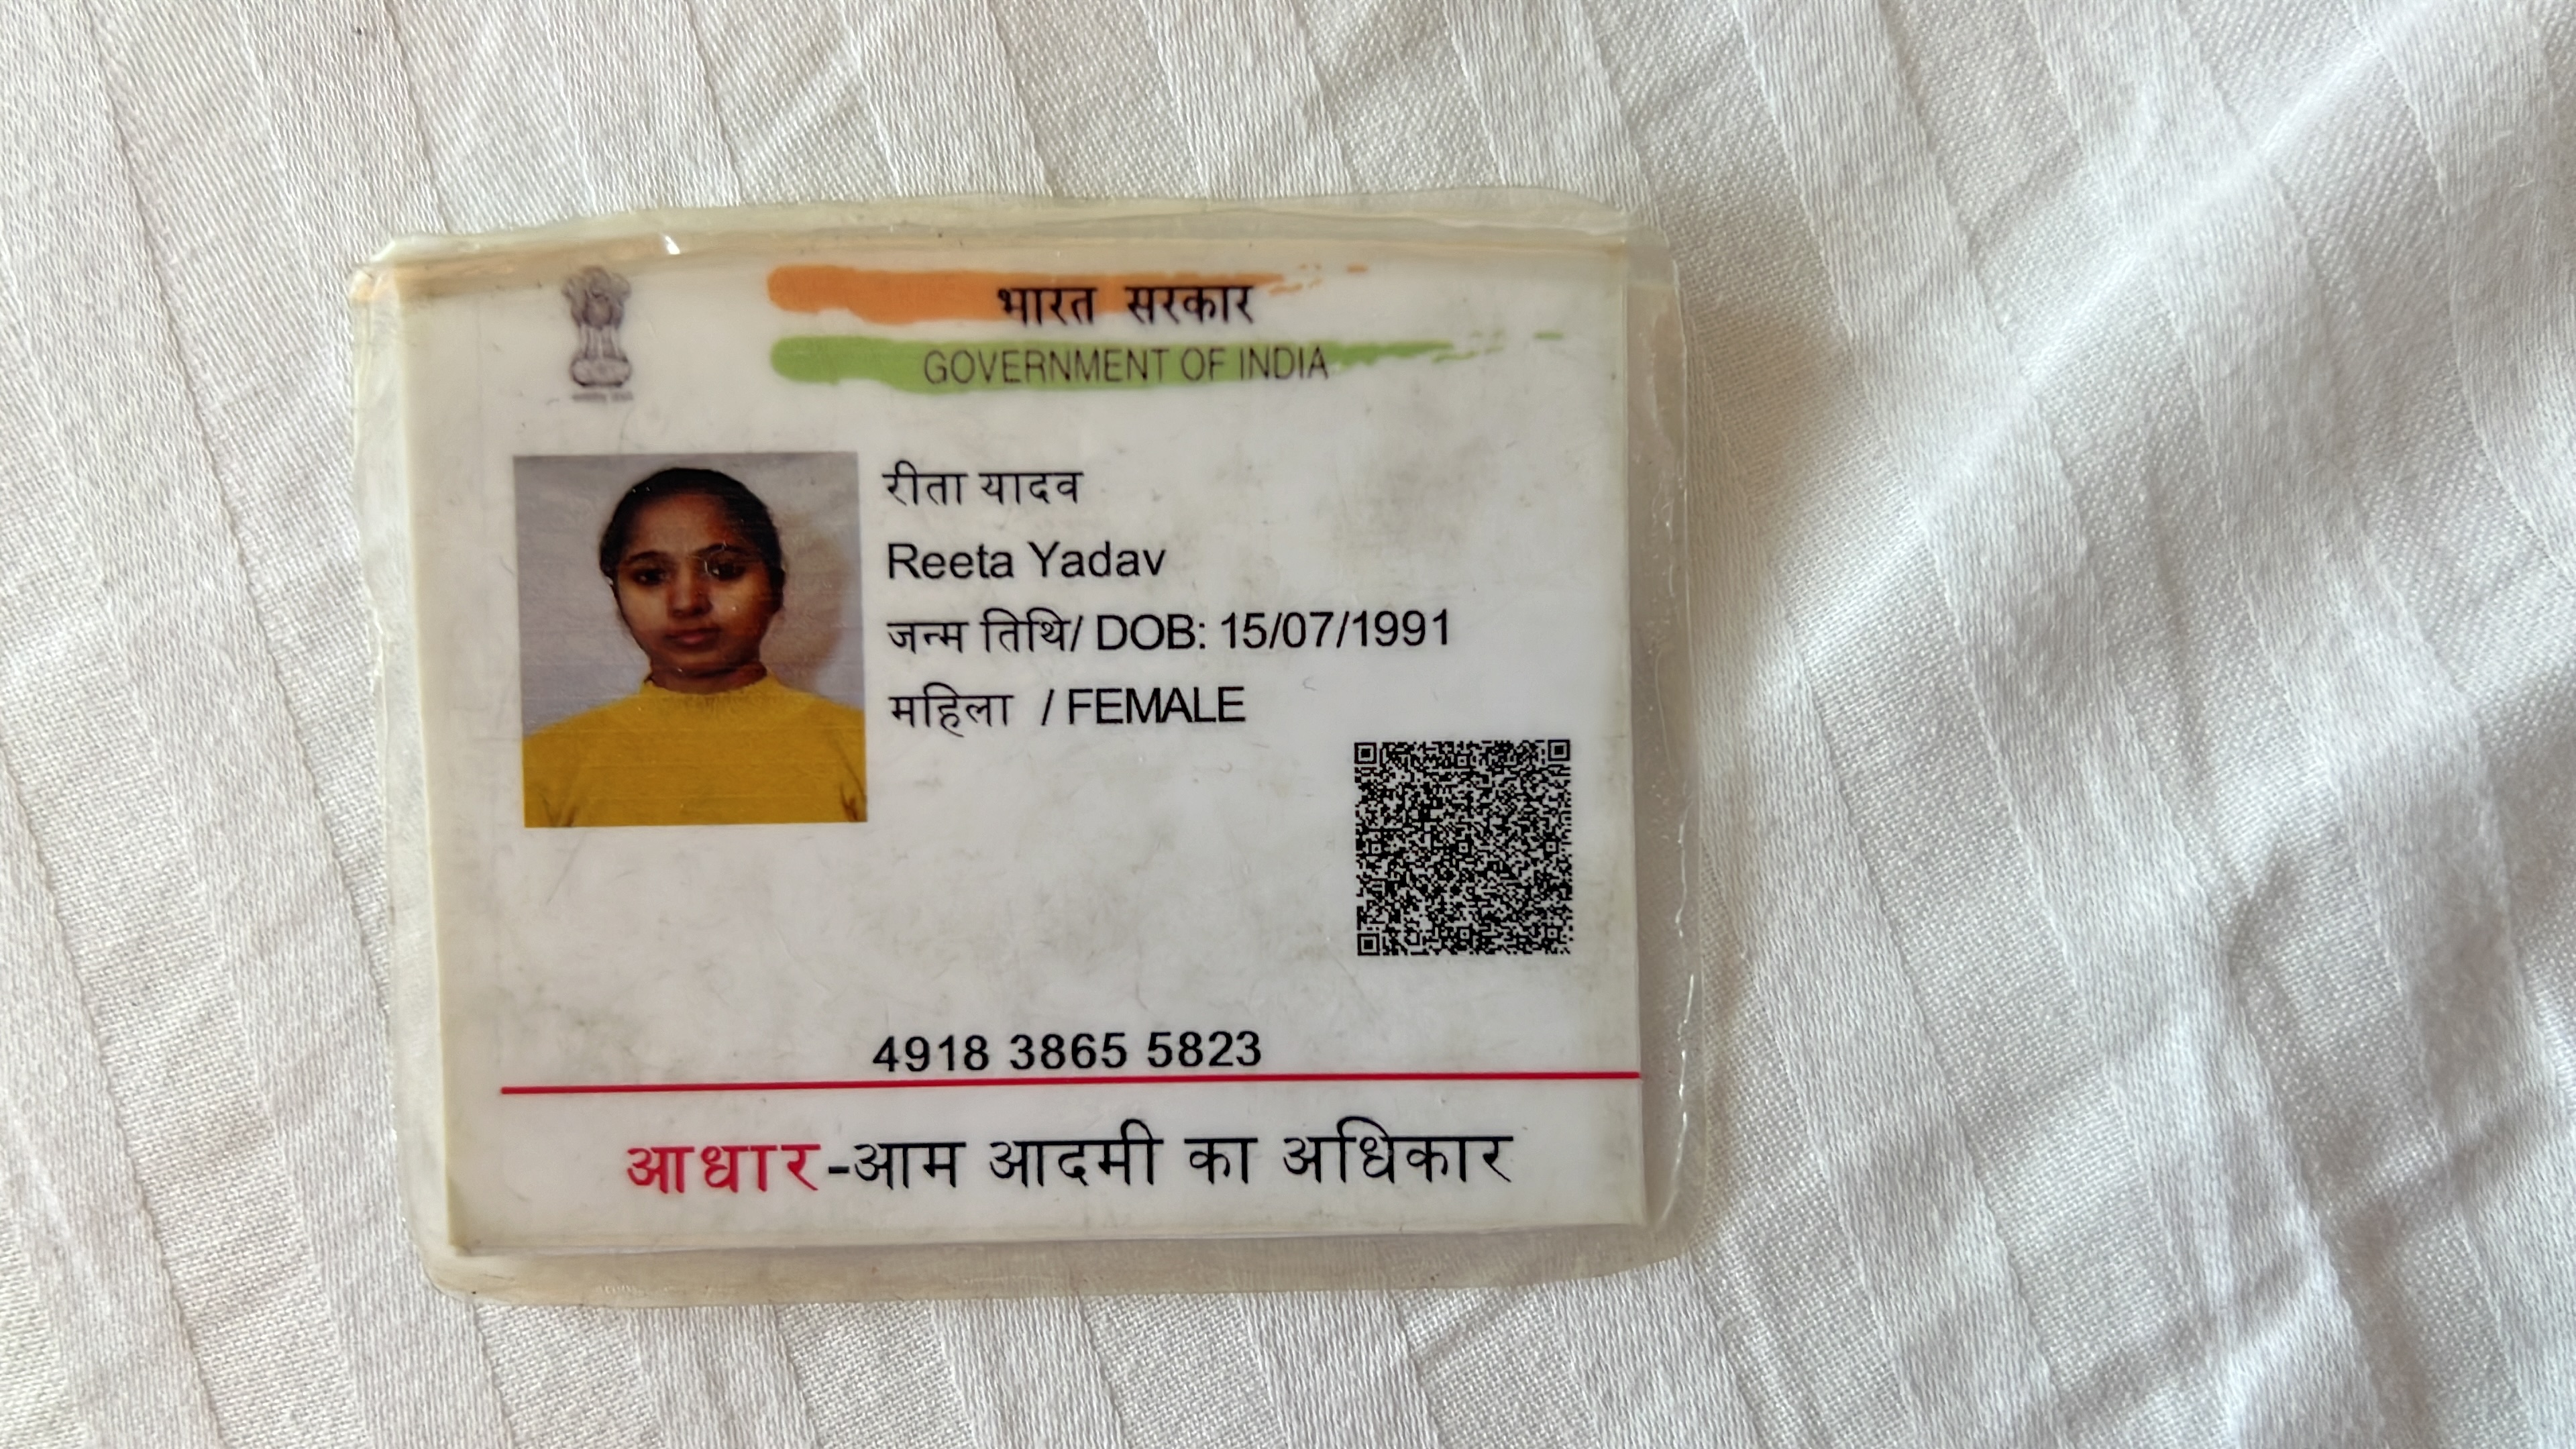 भारत सरकार
GOVERNMENT OF INDIA
रीता यादव
Reeta Yadav
जन्म तिथि/ DOB: 15/07/1991
महिला / FEMALE
4918 3865 5823
आधार-आम आदमी का अधिकार